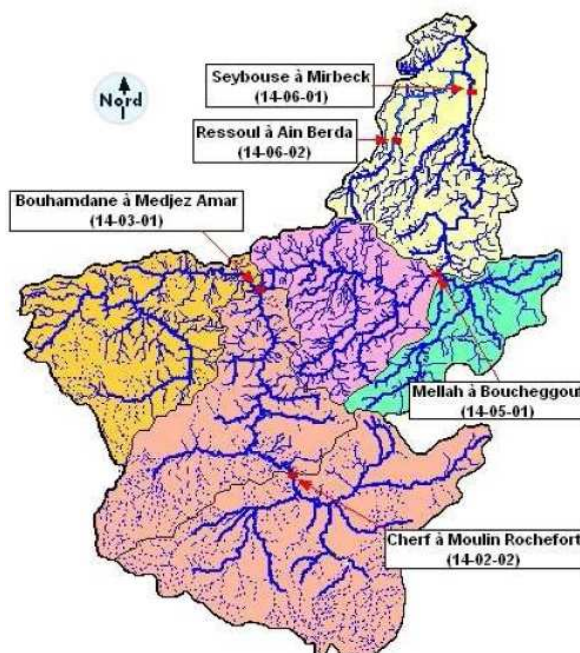 Seybouse à Mirbeck
(14-06-01)
Nord
Ressoul à Ain Berda
(14-06-02)
Bouhamdane à Medjez Amar
(14-03-01)
Mellah à Boucheggouf
(14-05-01)
Cherf à Moulin Rochefort
(14-02-02)